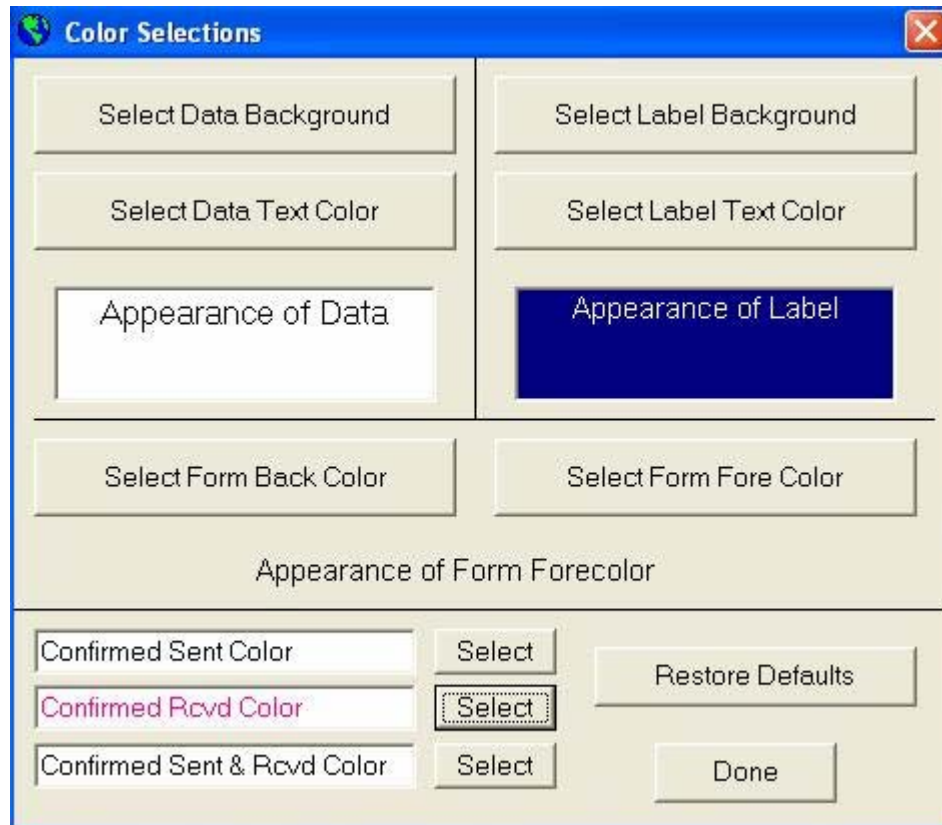 Color Selections
Select Data Background
Select Label Background
Select Data Text Color
Select Label Text Color
Appearance of Data
Appearance of Label
Select Form Back Color
Select Form Fore Color
Appearance of Form Forecolor
Confirmed Sent Color
Select
Restore Defaults
Confirmed Rcvd Color
Select
Confirmed Sent & Rcvd Color
Select
Done